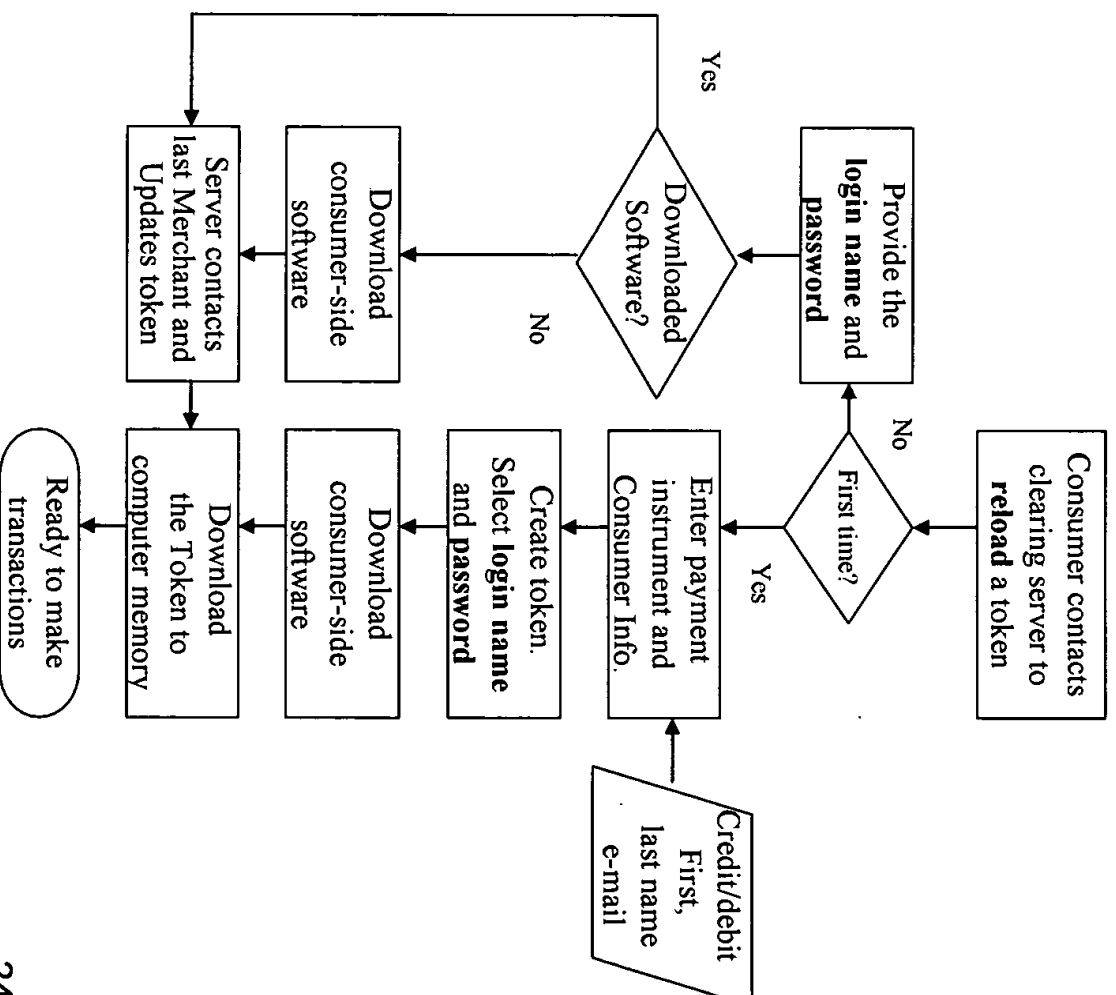 Consumer contacts
clearing server to
reload a token
First time?
No
Yes
Provide the
login name and
password
Downloaded
Software?
Yes
No
Download
consumer-side
software
Server contacts
last Merchant and
Updates token
Enter payment
instrument and
Consumer Info.
Credit/debit
First,
last name
e-mail
Create token.
Select login name
and password
Download
consumer-side
software
Download
the Token to
computer memory
Ready to make
transactions
24